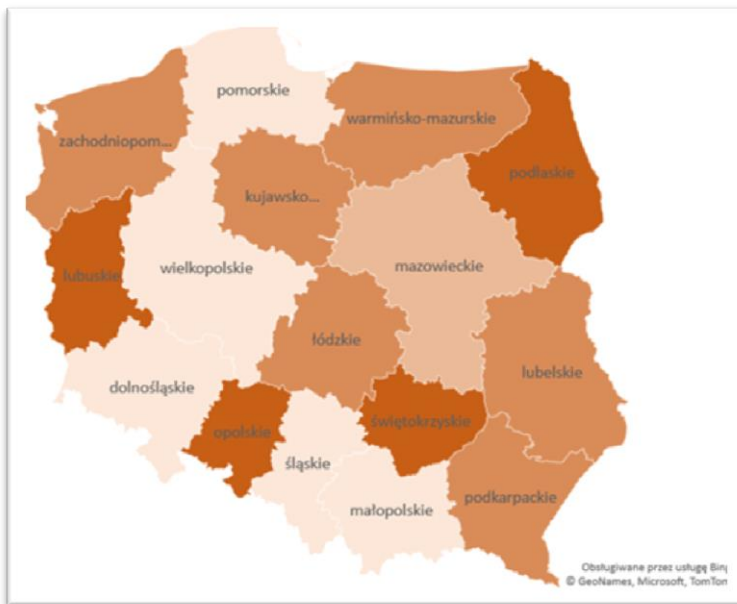 pomorskie
warmińsko-mazurskie
zachodniopom...
podlaskie
kujawsko...
wielkopolskie
mazowieckie
lubuskie
łódzkie
lubelskie
dolnośląskie
opolskie
świętokrzyskie
śląskie
podkarpackie
małopolskie
Obsługiwane przez usługę Bing
© GeoNames, Microsoft, TomTom